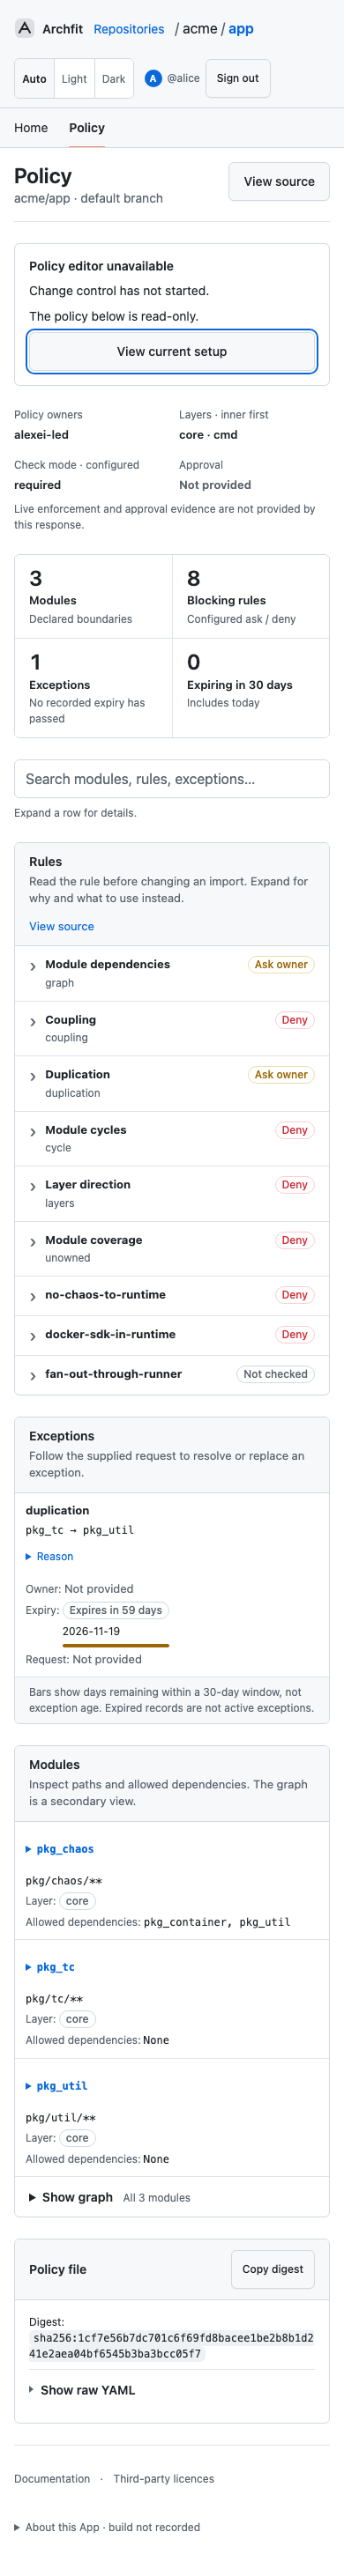 Archfit Repositories / acme / app
Auto Light Dark A @alice Sign out
Home Policy
Policy
acme/app · default branch
View source
Policy editor unavailable
Change control has not started.
The policy below is read-only.
View current setup
Policy owners
alexei-led
Layers · inner first
core · cmd
Check mode · configured
required
Approval
Not provided
Live enforcement and approval evidence are not provided by
this response.
3
Modules
Declared boundaries
8
Blocking rules
Configured ask / deny
1
Exceptions
No recorded expiry has
passed
0
Expiring in 30 days
Includes today
Search modules, rules, exceptions...
Expand a row for details.
Rules
Read the rule before changing an import. Expand for
why and what to use instead.
View source
Module dependencies Ask owner
graph
Coupling Deny
coupling
Duplication Ask owner
duplication
Module cycles Deny
cycle
Layer direction Deny
layers
Module coverage Deny
unowned
no-chaos-to-runtime Deny
docker-sdk-in-runtime Deny
fan-out-through-runner Not checked
Exceptions
Follow the supplied request to resolve or replace an
exception.
duplication
pkg_tc → pkg_util
Reason
Owner: Not provided
Expiry: Expires in 59 days
2026-11-19
Request: Not provided
Bars show days remaining within a 30-day window, not
exception age. Expired records are not active exceptions.
Modules
Inspect paths and allowed dependencies. The graph
is a secondary view.
pkg_chaos
pkg/chaos/**
Layer: core
Allowed dependencies: pkg_container, pkg_util
pkg_tc
pkg/tc/**
Layer: core
Allowed dependencies: None
pkg_util
pkg/util/**
Layer: core
Allowed dependencies: None
Show graph All 3 modules
Policy file
Copy digest
Digest:
sha256:1cf7e56b7dc701c6f69fd8bacee1be2b8b1d2
41e2aea04bf6545b3ba3bcc05f7
Show raw YAML
Documentation · Third-party licences
About this App · build not recorded